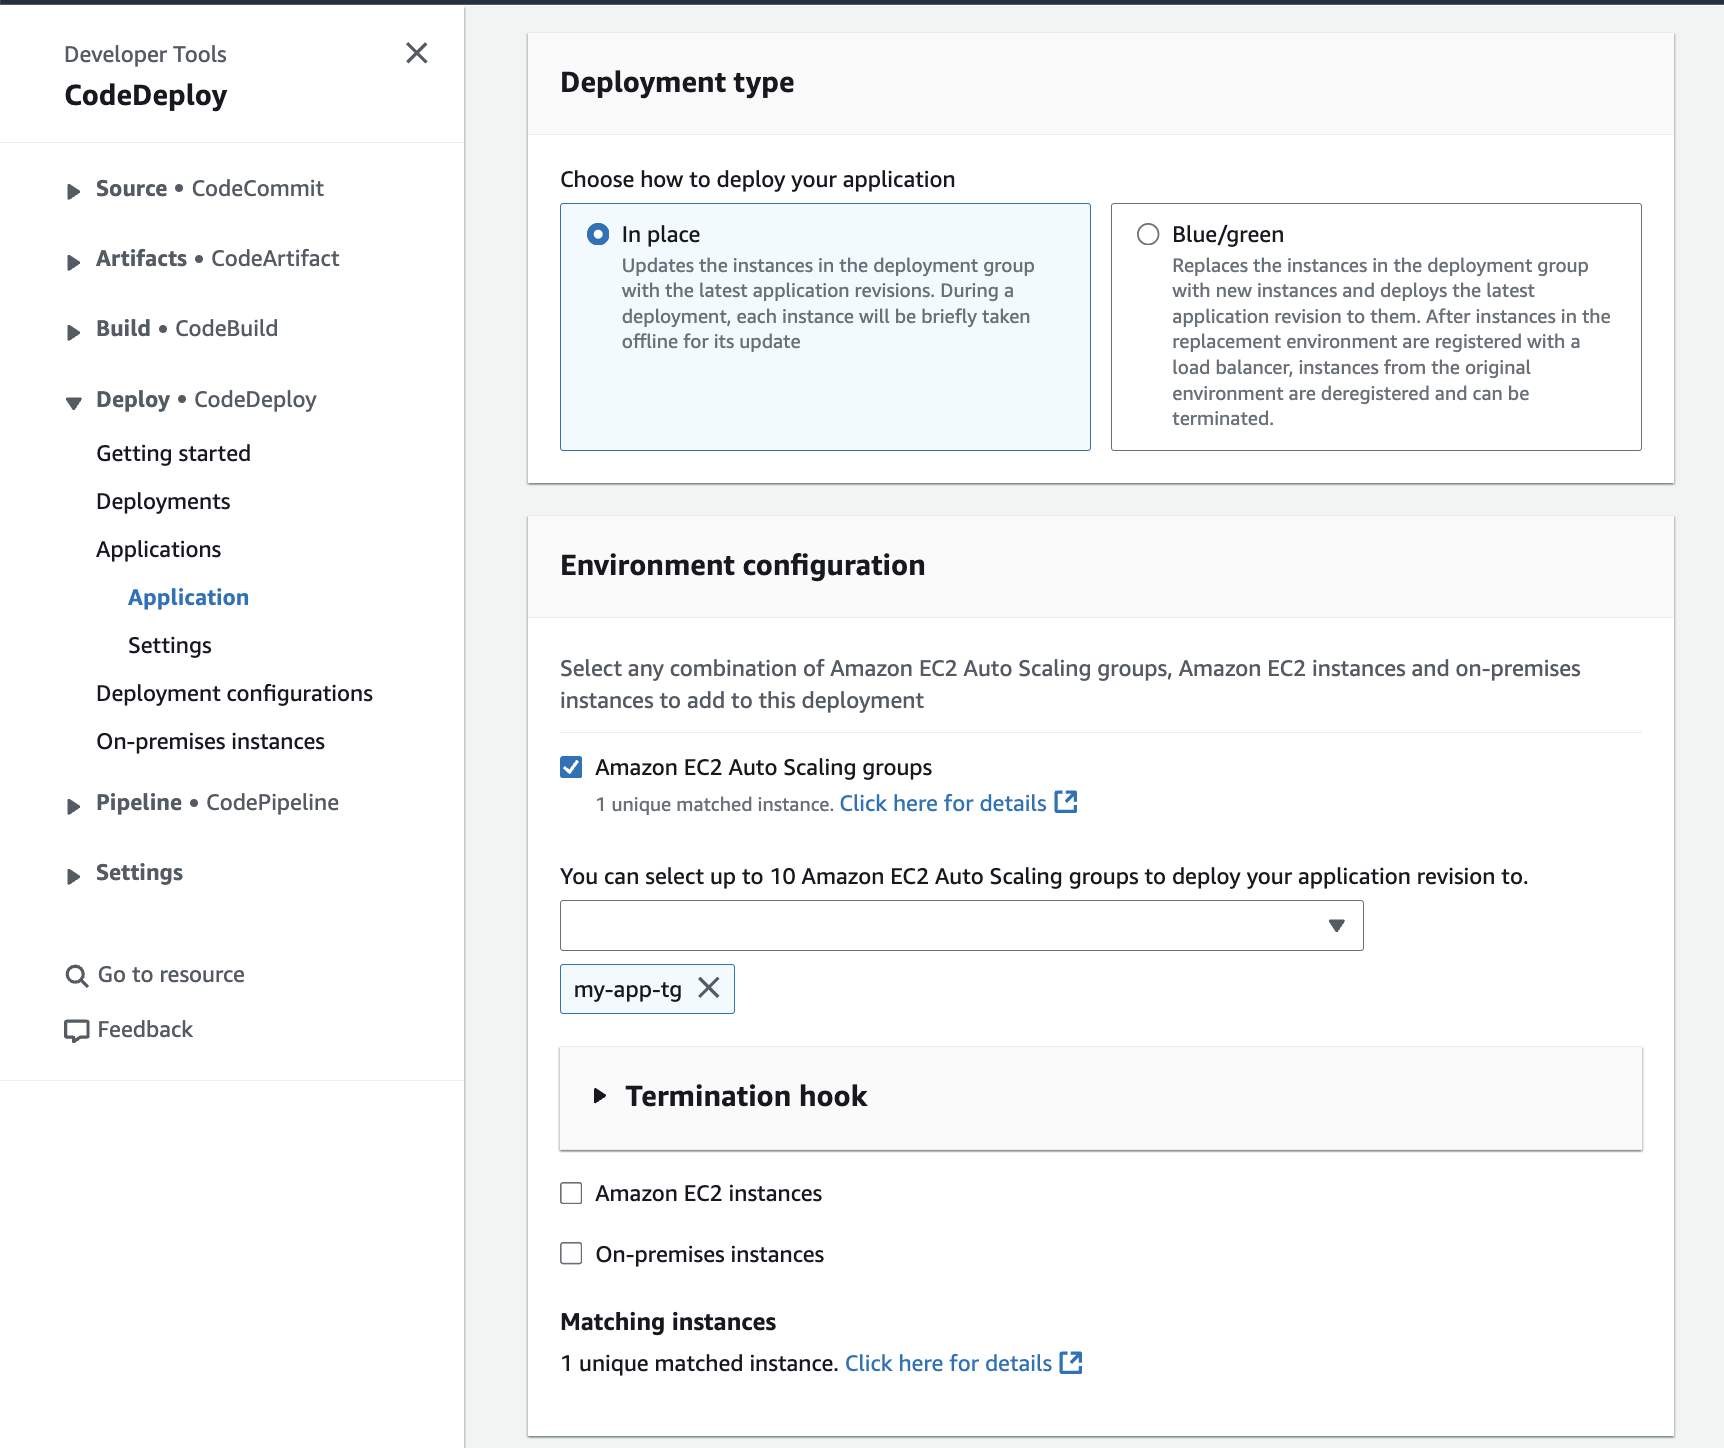 Developer Tools
CodeDeploy
Source • CodeCommit
Artifacts • CodeArtifact
Build • CodeBuild
Deploy • CodeDeploy
Getting started
Deployments
Applications
Application
Settings
Deployment configurations
On-premises instances
Pipeline • CodePipeline
Settings
Go to resource
Feedback
Deployment type
Choose how to deploy your application
In place
Updates the instances in the deployment group
with the latest application revisions. During a
deployment, each instance will be briefly taken
offline for its update
Blue/green
Replaces the instances in the deployment group
with new instances and deploys the latest
application revision to them. After instances in the
replacement environment are registered with a
load balancer, instances from the original
environment are deregistered and can be
terminated.
Environment configuration
Select any combination of Amazon EC2 Auto Scaling groups, Amazon EC2 instances and on-premises
instances to add to this deployment
Amazon EC2 Auto Scaling groups
1 unique matched instance. Click here for details
You can select up to 10 Amazon EC2 Auto Scaling groups to deploy your application revision to.
my-app-tg
Termination hook
Amazon EC2 instances
On-premises instances
Matching instances
1 unique matched instance. Click here for details